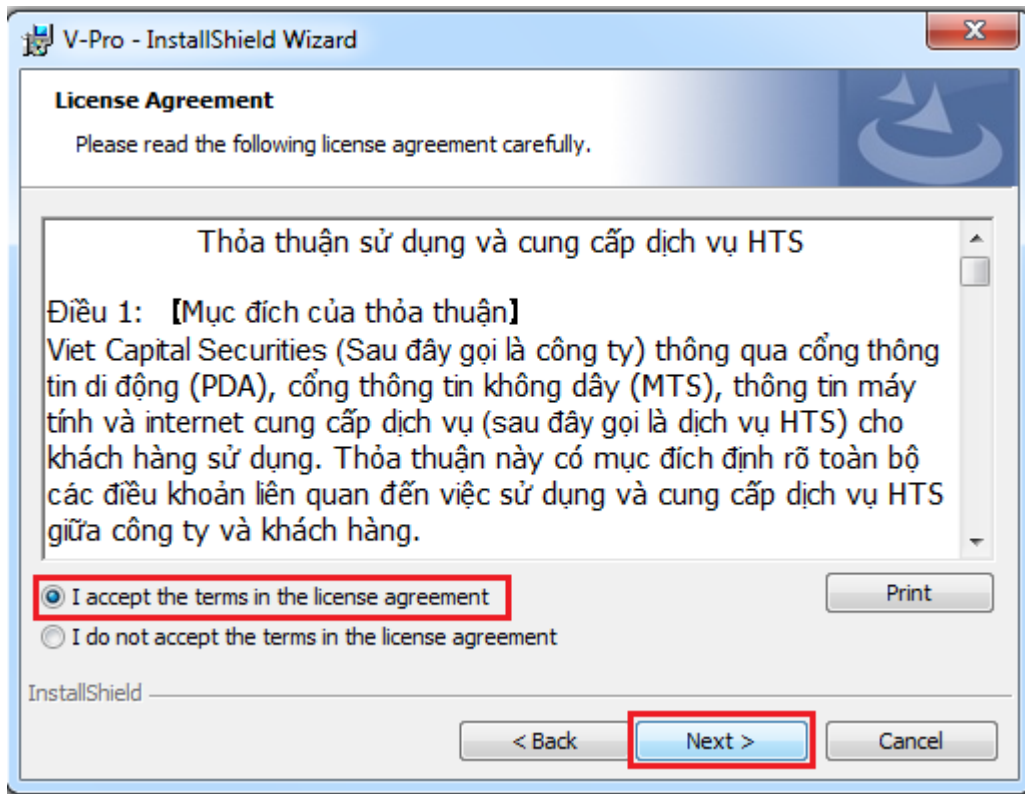 V-Pro - InstallShield Wizard
License Agreement
Please read the following license agreement carefully.
Thỏa thuận sử dụng và cung cấp dịch vụ HTS
Điều 1: 【Mục đích của thỏa thuận】
Viet Capital Securities (Sau đây gọi là công ty) thông qua cổng thông
tin di động (PDA), cổng thông tin không dây (MTS), thông tin máy
tính và internet cung cấp dịch vụ (sau đây gọi là dịch vụ HTS) cho
khách hàng sử dụng. Thỏa thuận này có mục đích định rõ toàn bộ
các điều khoản liên quan đến việc sử dụng và cung cấp dịch vụ HTS
giữa công ty và khách hàng.
I accept the terms in the license agreement
Print
I do not accept the terms in the license agreement
InstallShield
< Back
Next >
Cancel